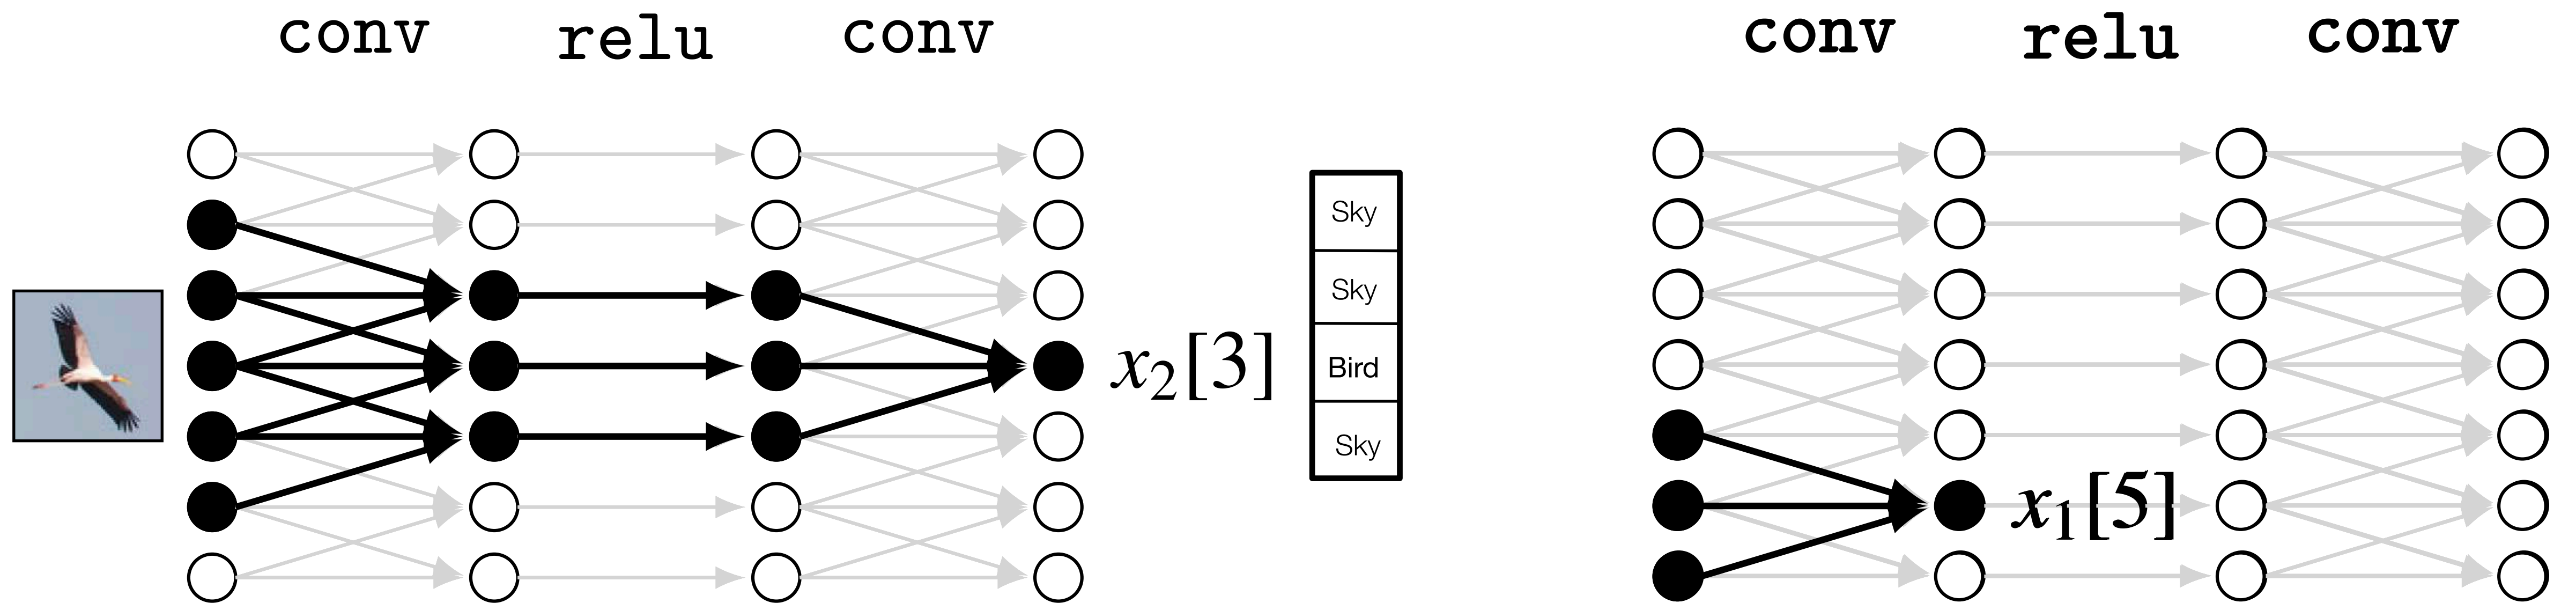 conv relu conv
conv relu conv
Sky
Sky
x₂[3]
Bird
Sky
x₁[5]